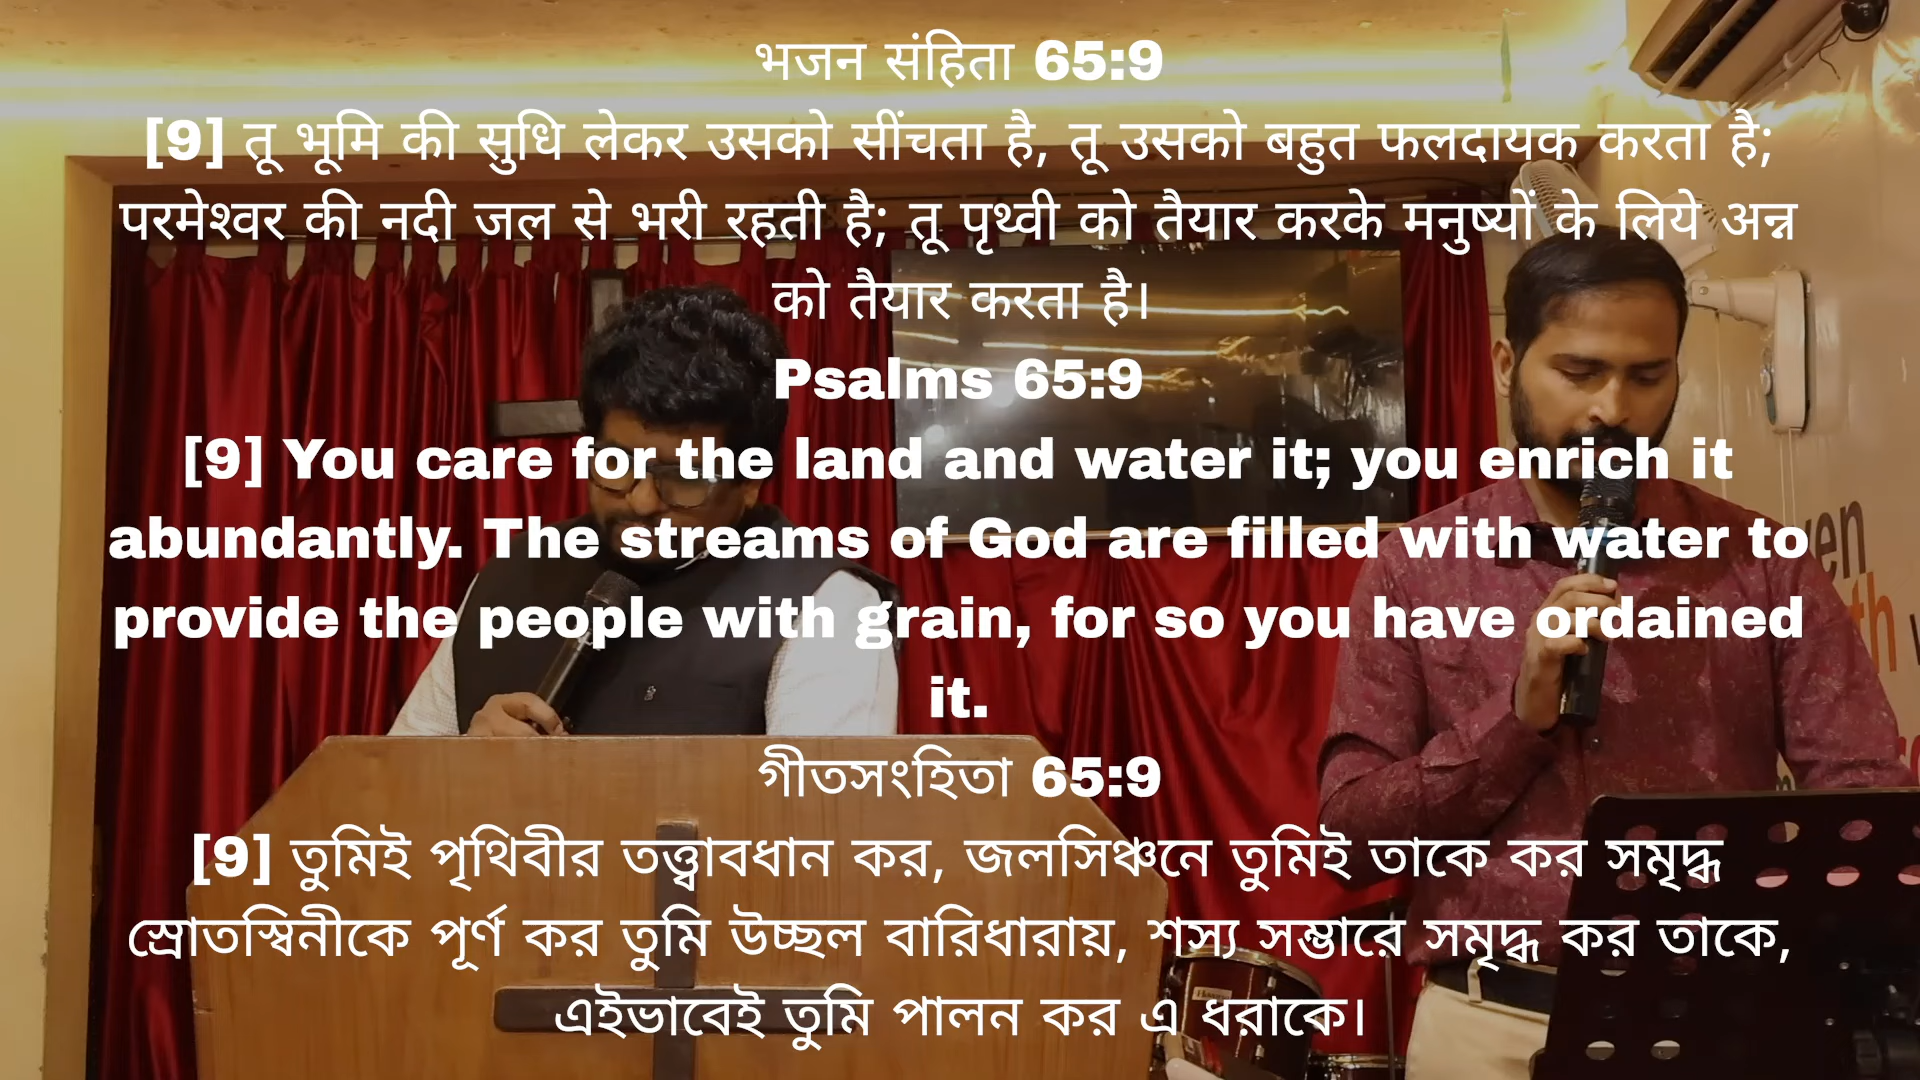 भजन संहिता 65:9
[9] तू भूमि की सुधि लेकर उसको सींचता है, तू उसको बहुत फलदायक करता है;
परमेश्वर की नदी जल से भरी रहती है; तू पृथ्वी को तैयार करके मनुष्यों के लिये अन्न
को तैयार करता है।
Psalms 65:9
[9] You care for the land and water it; you enrich it
abundantly. The streams of God are filled with water to
provide the people with grain, for so you have ordained
it.
গীতসংহিতা 65:9
[9] তুমিই পৃথিবীর তত্ত্বাবধান কর, জলসিঞ্চনে তুমিই তাকে কর সমৃদ্ধ
স্রোতস্বিনীকে পূর্ণ কর তুমি উচ্ছল বারিধারায়, শস্য সম্ভারে সমৃদ্ধ কর তাকে,
এইভাবেই তুমি পালন কর এ ধরাকে।